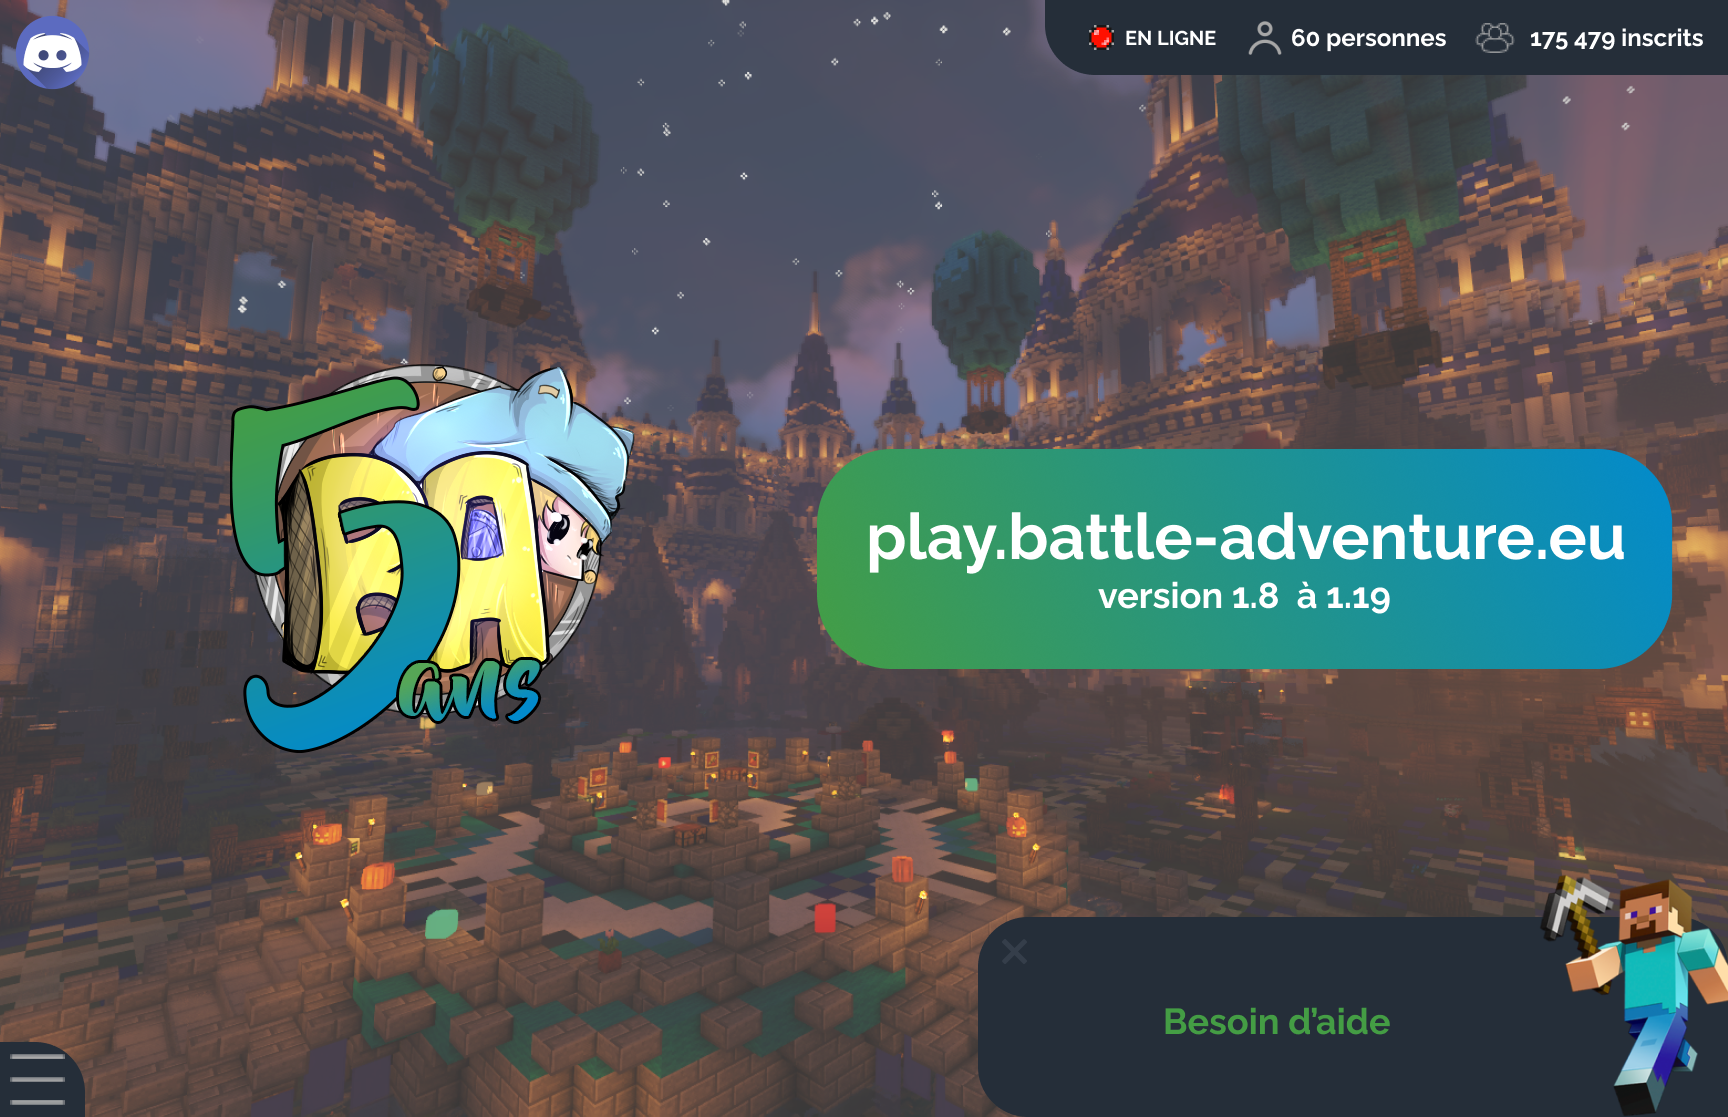 EN LIGNE
60 personnes
175 479 inscrits
5
BA
ans
play.battle-adventure.eu
version 1.8 à 1.19
Besoin d’aide